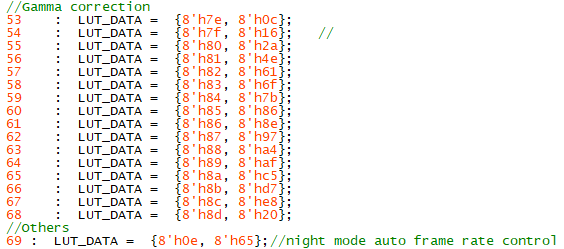 //Gamma correction
53 : LUT_DATA = {8'h7e, 8'h0c};
54 : LUT_DATA = {8'h7f, 8'h16}; //
55 : LUT_DATA = {8'h80, 8'h2a};
56 : LUT_DATA = {8'h81, 8'h4e};
57 : LUT_DATA = {8'h82, 8'h61};
58 : LUT_DATA = {8'h83, 8'h6f};
59 : LUT_DATA = {8'h84, 8'h7b};
60 : LUT_DATA = {8'h85, 8'h86};
61 : LUT_DATA = {8'h86, 8'h8e};
62 : LUT_DATA = {8'h87, 8'h97};
63 : LUT_DATA = {8'h88, 8'ha4};
64 : LUT_DATA = {8'h89, 8'haf};
65 : LUT_DATA = {8'h8a, 8'hc5};
66 : LUT_DATA = {8'h8b, 8'hd7};
67 : LUT_DATA = {8'h8c, 8'he8};
68 : LUT_DATA = {8'h8d, 8'h20};
//Others
69 : LUT_DATA = {8'h0e, 8'h65};//night mode auto frame rate control